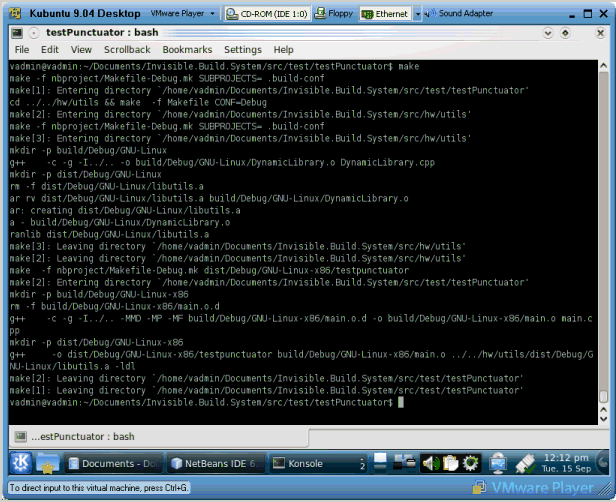 Kubuntu 9.04 Desktop VMware Player CD-ROM (IDE 1:0) Floppy Ethernet Sound Adapter
testPunctuator : bash
File Edit View Scrollback Bookmarks Settings Help
vadmin@vadmin:~/Documents/Invisible.Build.System/src/test/testPunctuator$ make
make -f nbproject/Makefile-Debug.mk SUBPROJECTS= .build-conf
make[1]: Entering directory `/home/vadmin/Documents/Invisible.Build.System/src/test/testPunctuator'
cd ../../hw/utils && make  -f Makefile CONF=Debug
make[2]: Entering directory `/home/vadmin/Documents/Invisible.Build.System/src/hw/utils'
make -f nbproject/Makefile-Debug.mk SUBPROJECTS= .build-conf
make[3]: Entering directory `/home/vadmin/Documents/Invisible.Build.System/src/hw/utils'
mkdir -p build/Debug/GNU-Linux
g++    -c -g -I../.. -o build/Debug/GNU-Linux/DynamicLibrary.o DynamicLibrary.cpp
mkdir -p dist/Debug/GNU-Linux
rm -f dist/Debug/GNU-Linux/libutils.a
ar rv dist/Debug/GNU-Linux/libutils.a build/Debug/GNU-Linux/DynamicLibrary.o
ar: creating dist/Debug/GNU-Linux/libutils.a
a - build/Debug/GNU-Linux/DynamicLibrary.o
ranlib dist/Debug/GNU-Linux/libutils.a
make[3]: Leaving directory `/home/vadmin/Documents/Invisible.Build.System/src/hw/utils'
make[2]: Leaving directory `/home/vadmin/Documents/Invisible.Build.System/src/hw/utils'
make  -f nbproject/Makefile-Debug.mk dist/Debug/GNU-Linux-x86/testpunctuator
make[2]: Entering directory `/home/vadmin/Documents/Invisible.Build.System/src/test/testPunctuator'
mkdir -p build/Debug/GNU-Linux-x86
rm -f build/Debug/GNU-Linux-x86/main.o.d
g++    -c -g -I../.. -MMD -MP -MF build/Debug/GNU-Linux-x86/main.o.d -o build/Debug/GNU-Linux-x86/main.o main.c
pp
mkdir -p dist/Debug/GNU-Linux-x86
g++     -o dist/Debug/GNU-Linux-x86/testpunctuator build/Debug/GNU-Linux-x86/main.o ../../hw/utils/dist/Debug/G
NU-Linux/libutils.a -ldl
make[2]: Leaving directory `/home/vadmin/Documents/Invisible.Build.System/src/test/testPunctuator'
make[1]: Leaving directory `/home/vadmin/Documents/Invisible.Build.System/src/test/testPunctuator'
vadmin@vadmin:~/Documents/Invisible.Build.System/src/test/testPunctuator$
...estPunctuator : bash
Documents - Do NetBeans IDE 6. Konsole 2 12:12 pm
Tue. 15 Sep
To direct input to this virtual machine, press Ctrl+G. VMware Player